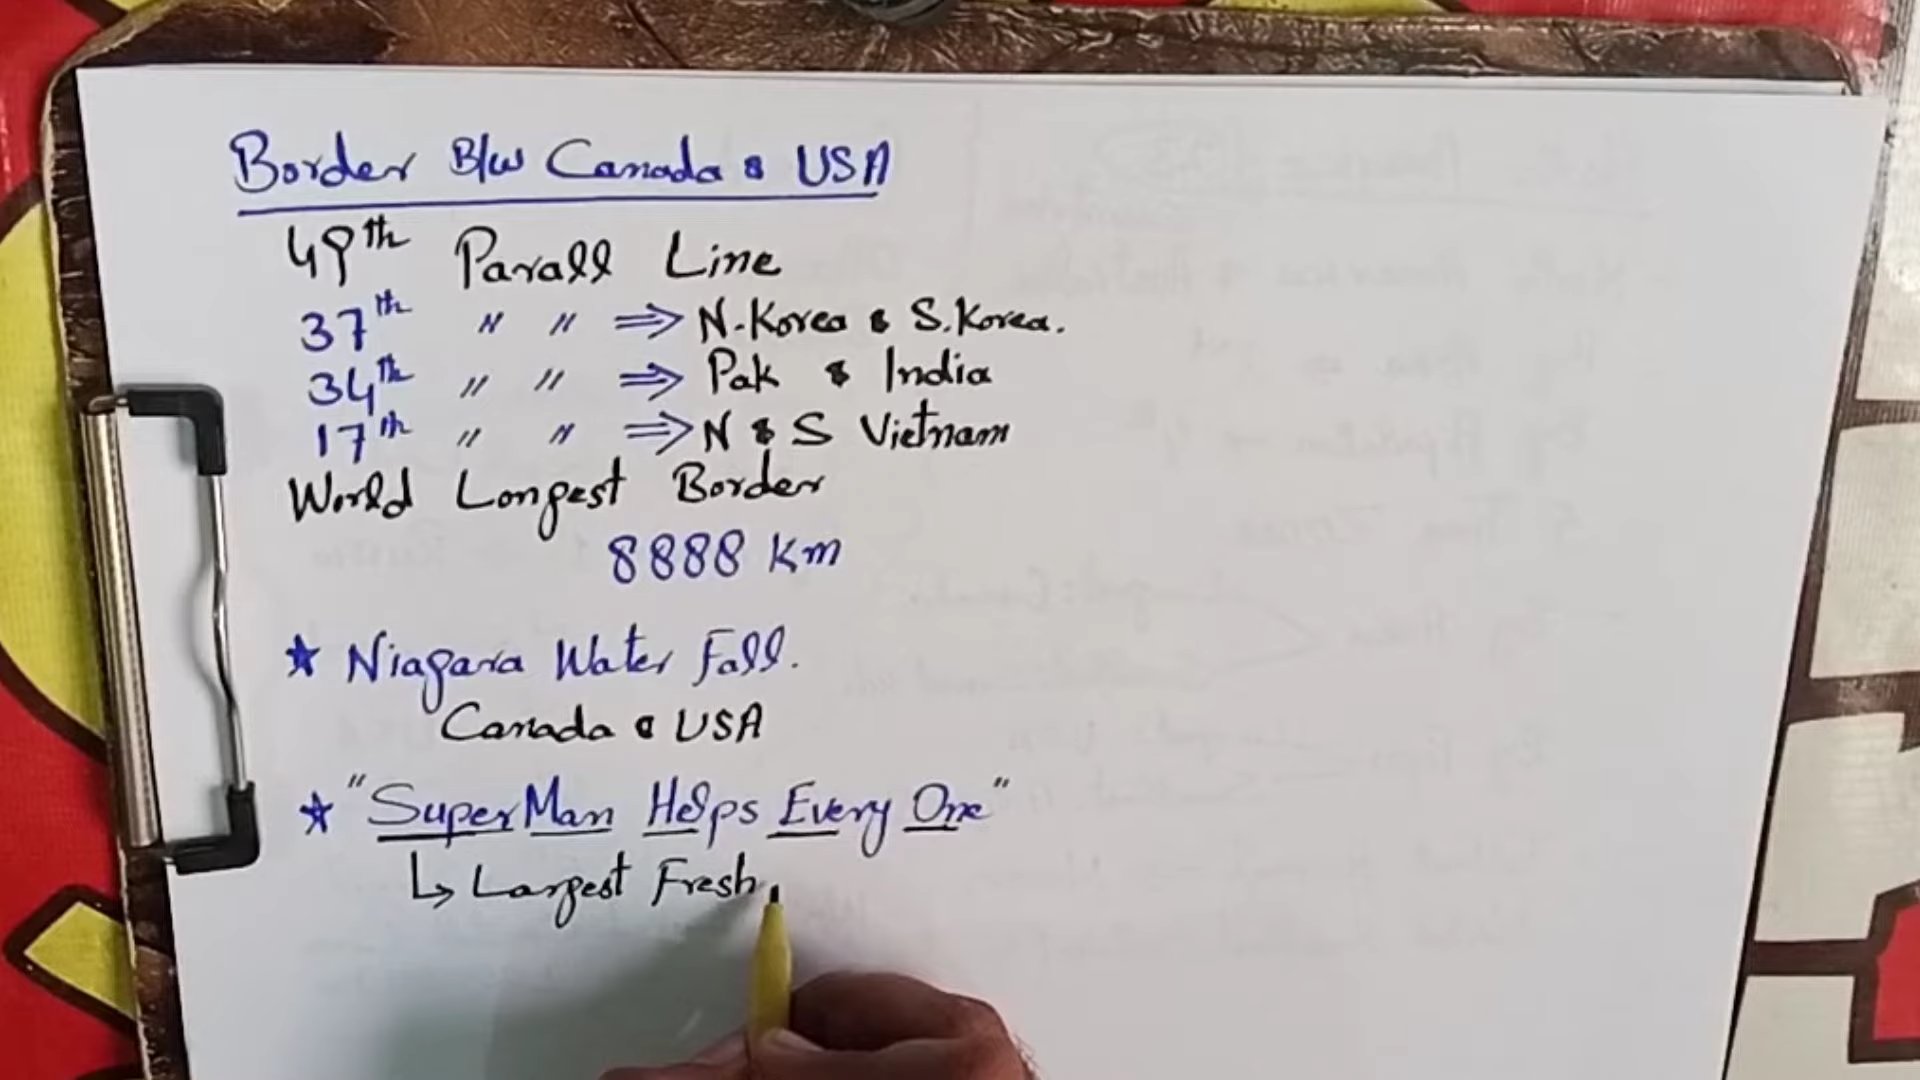 Border B/w Canada & USA
49th Parall Line
37th " " ⇒ N.Korea & S.Korea.
34th " " ⇒ Pak & India
17th " " ⇒ N & S Vietnam
World Longest Border
8888 Km
★ Niagara Water Fall.
Canada & USA
★ "SuperMan Helps Every One"
↳ Largest Fresh